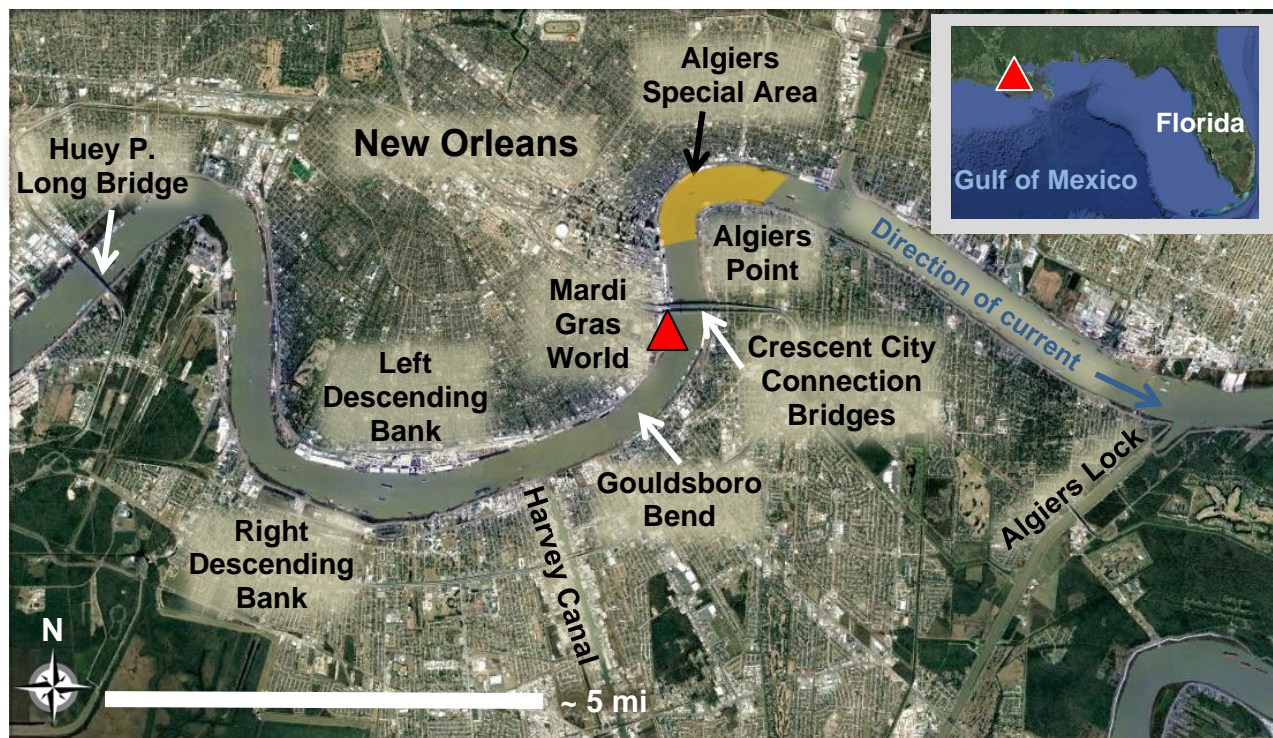 Algiers
Special Area
Florida
Gulf of Mexico
New Orleans
Huey P.
Long Bridge
Algiers
Point
Direction of current
Mardi
Gras
World
Crescent City
Connection
Bridges
Left
Descending
Bank
Gouldsboro
Bend
Algiers Lock
Harvey Canal
Right
Descending
Bank
N
~ 5 mi